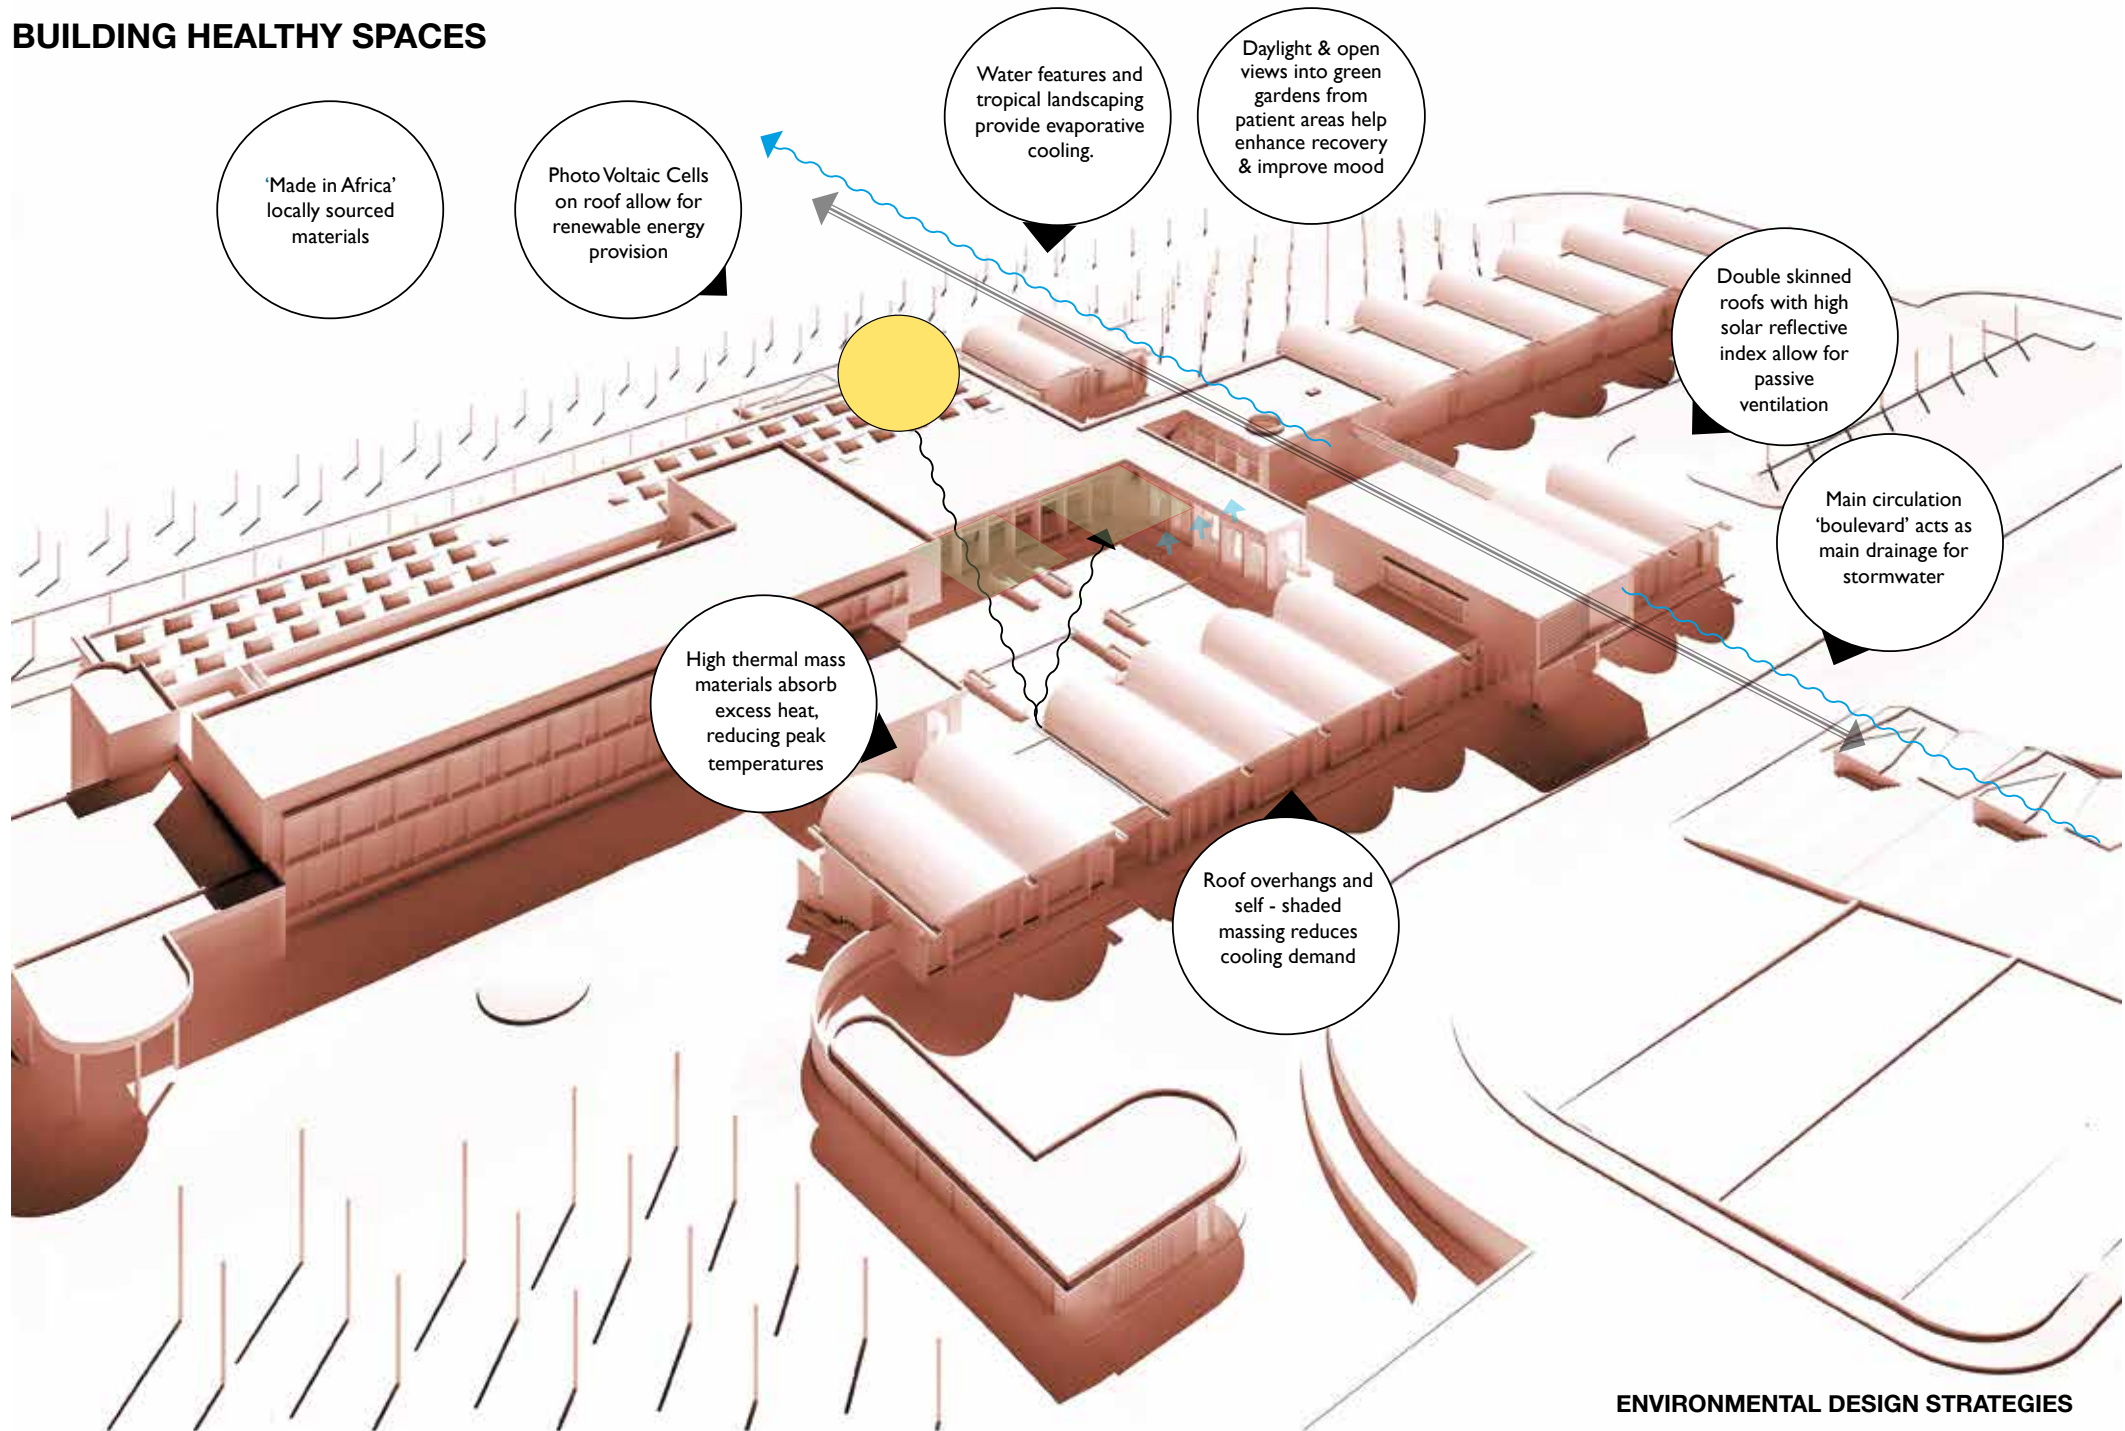 BUILDING HEALTHY SPACES
‘Made in Africa’
locally sourced
materials
Photo Voltaic Cells
on roof allow for
renewable energy
provision
Water features and
tropical landscaping
provide evaporative
cooling.
Daylight & open
views into green
gardens from
patient areas help
enhance recovery
& improve mood
Double skinned
roofs with high
solar reflective
index allow for
passive
ventilation
Main circulation
‘boulevard’ acts as
main drainage for
stormwater
High thermal mass
materials absorb
excess heat,
reducing peak
temperatures
Roof overhangs and
self - shaded
massing reduces
cooling demand
ENVIRONMENTAL DESIGN STRATEGIES